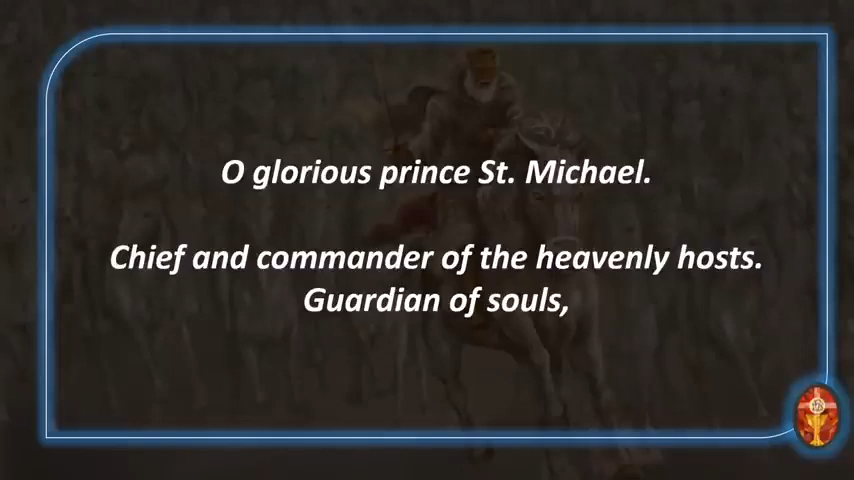 O glorious prince St. Michael.
Chief and commander of the heavenly hosts.
Guardian of souls,